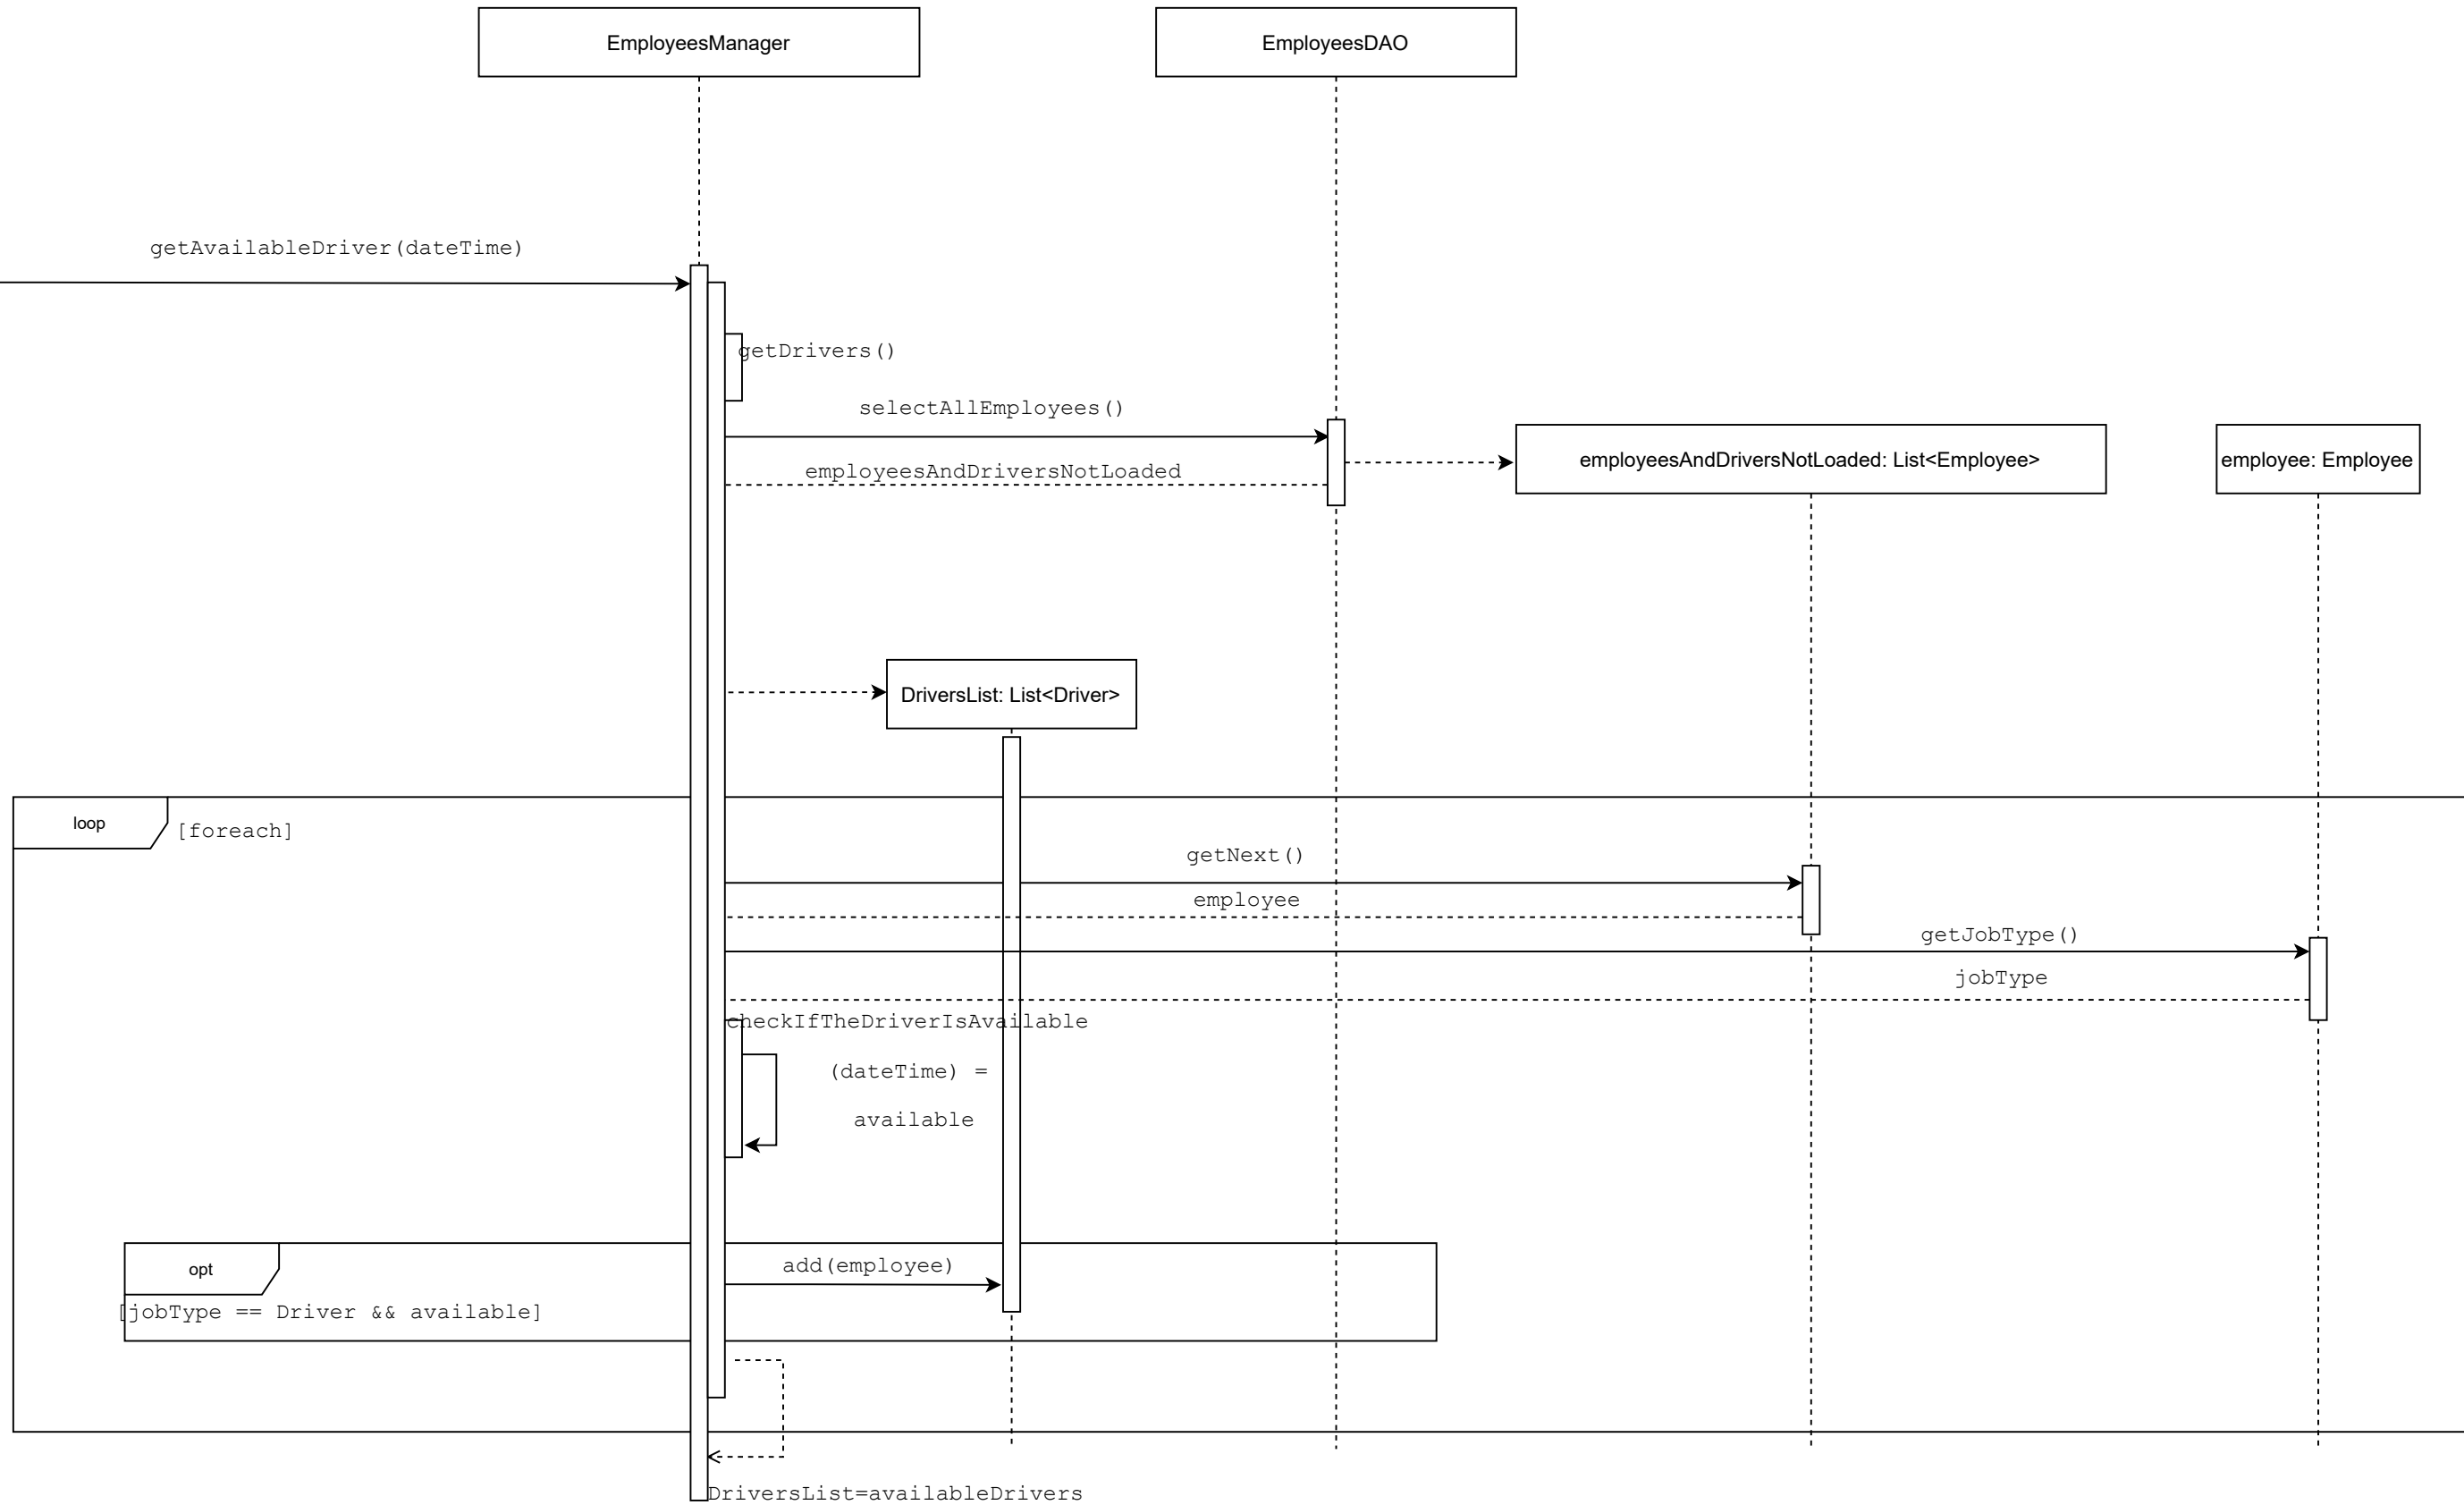 EmployeesManager
EmployeesDAO
getAvailableDriver(dateTime)
getDrivers()
selectAllEmployees()
employeesAndDriversNotLoaded
employeesAndDriversNotLoaded: List<Employee>
employee: Employee
DriversList: List<Driver>
loop
[foreach]
getNext()
employee
getJobType()
jobType
checkIfTheDriverIsAvailable
(dateTime) =
available
opt
add(employee)
[jobType == Driver && available]
DriversList=availableDrivers